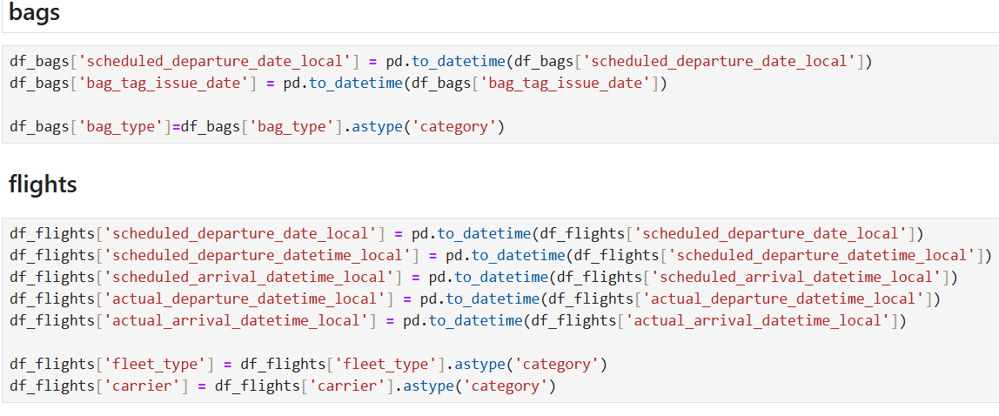 bags
df_bags['scheduled_departure_date_local'] = pd.to_datetime(df_bags['scheduled_departure_date_local'])
df_bags['bag_tag_issue_date'] = pd.to_datetime(df_bags['bag_tag_issue_date'])
df_bags['bag_type']=df_bags['bag_type'].astype('category')
flights
df_flights['scheduled_departure_date_local'] = pd.to_datetime(df_flights['scheduled_departure_date_local'])
df_flights['scheduled_departure_datetime_local'] = pd.to_datetime(df_flights['scheduled_departure_datetime_local'])
df_flights['scheduled_arrival_datetime_local'] = pd.to_datetime(df_flights['scheduled_arrival_datetime_local'])
df_flights['actual_departure_datetime_local'] = pd.to_datetime(df_flights['actual_departure_datetime_local'])
df_flights['actual_arrival_datetime_local'] = pd.to_datetime(df_flights['actual_arrival_datetime_local'])
df_flights['fleet_type'] = df_flights['fleet_type'].astype('category')
df_flights['carrier'] = df_flights['carrier'].astype('category')